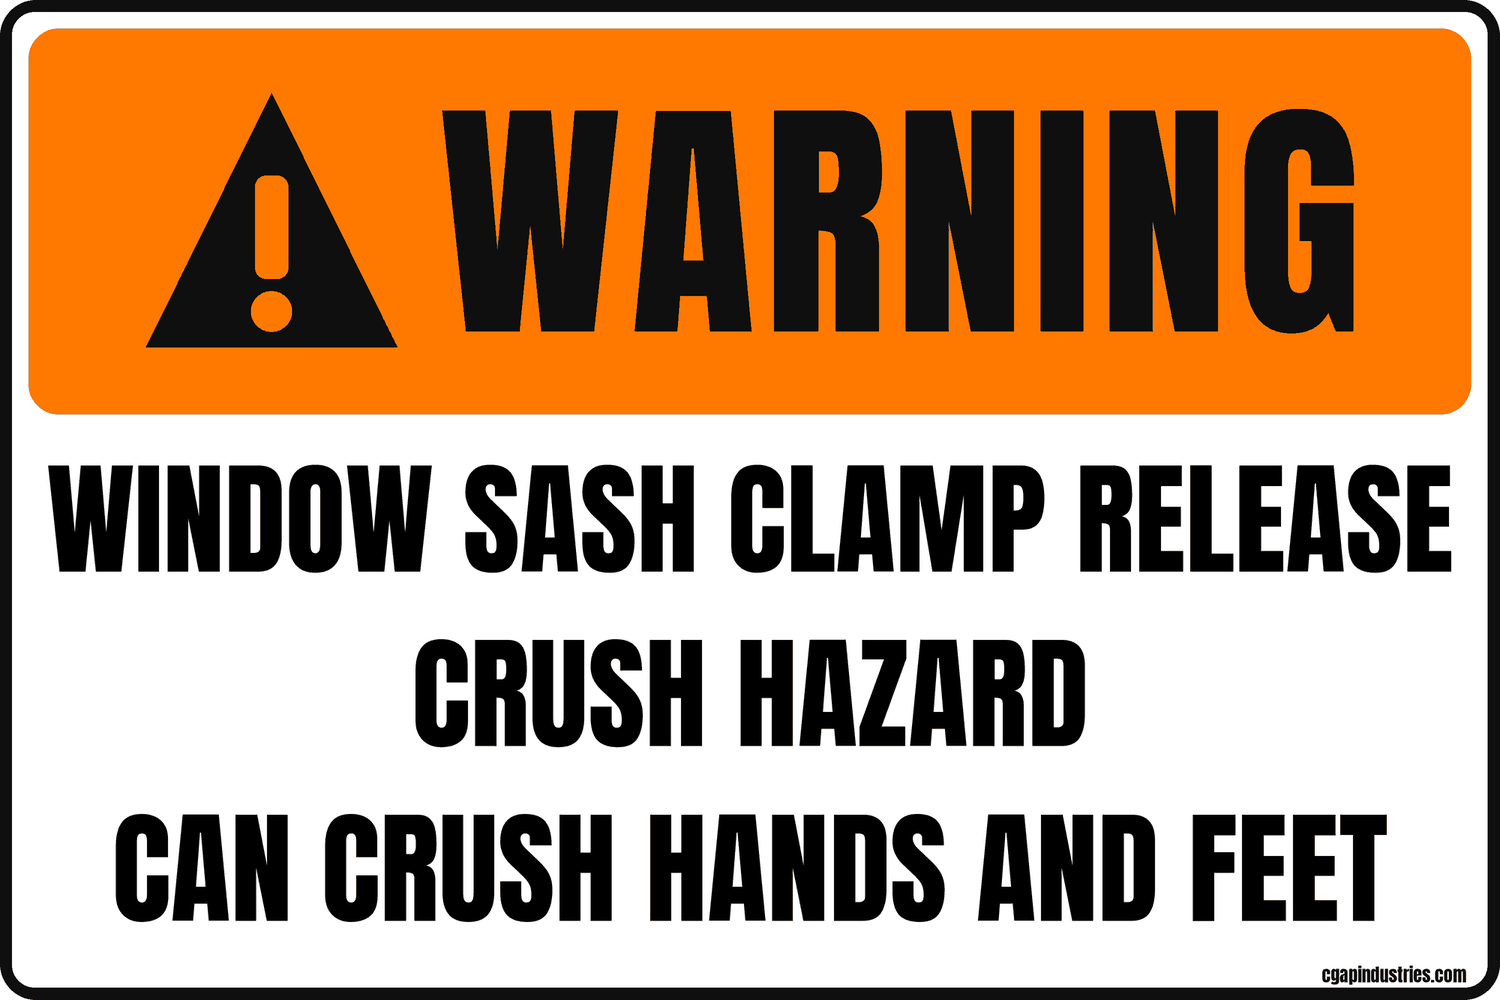 WARNING
WINDOW SASH CLAMP RELEASE
CRUSH HAZARD
CAN CRUSH HANDS AND FEET
cgapindustries.com